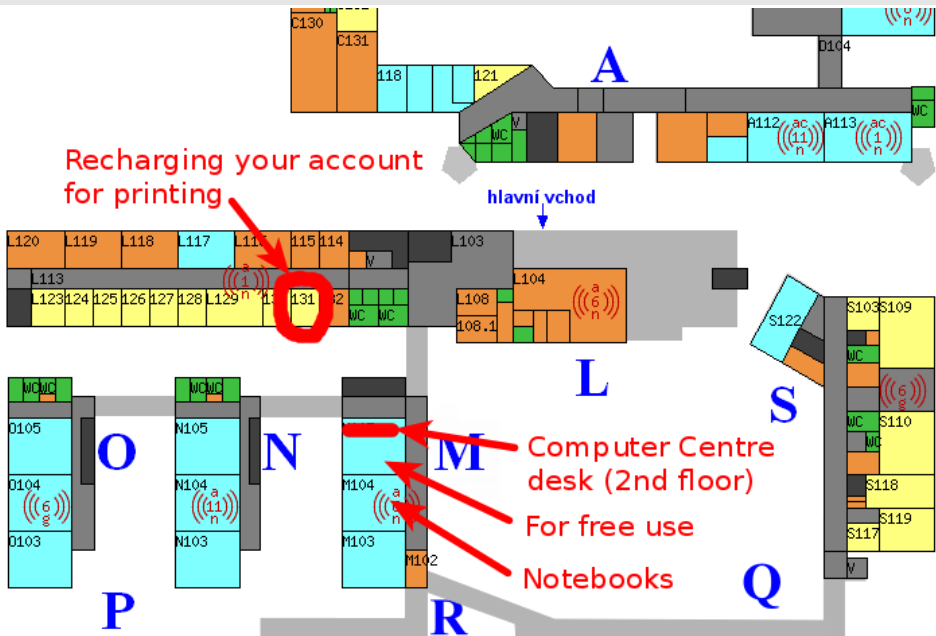 C130
C131
118
121
A
D104
6
n
WC
V
WC
A112
ac
11
n
A113
ac
1
n
Recharging your account
for printing
hlavní vchod
L120
L119
L118
L117
115
114
V
L103
L113
a
1
n
L104
a
6
n
L123
124
125
126
127
128
L129
131
WC
WC
L108
108.1
L
S122
S
S103
S109
WC
6
g
WC
S110
WC
S118
S119
S117
V
WC
WC
WC
WC
O105
O
N105
N
M
Computer Centre
desk (2nd floor)
O104
6
g
N104
a
11
n
M104
a
n
For free use
O103
N103
M103
M102
Notebooks
P
R
Q